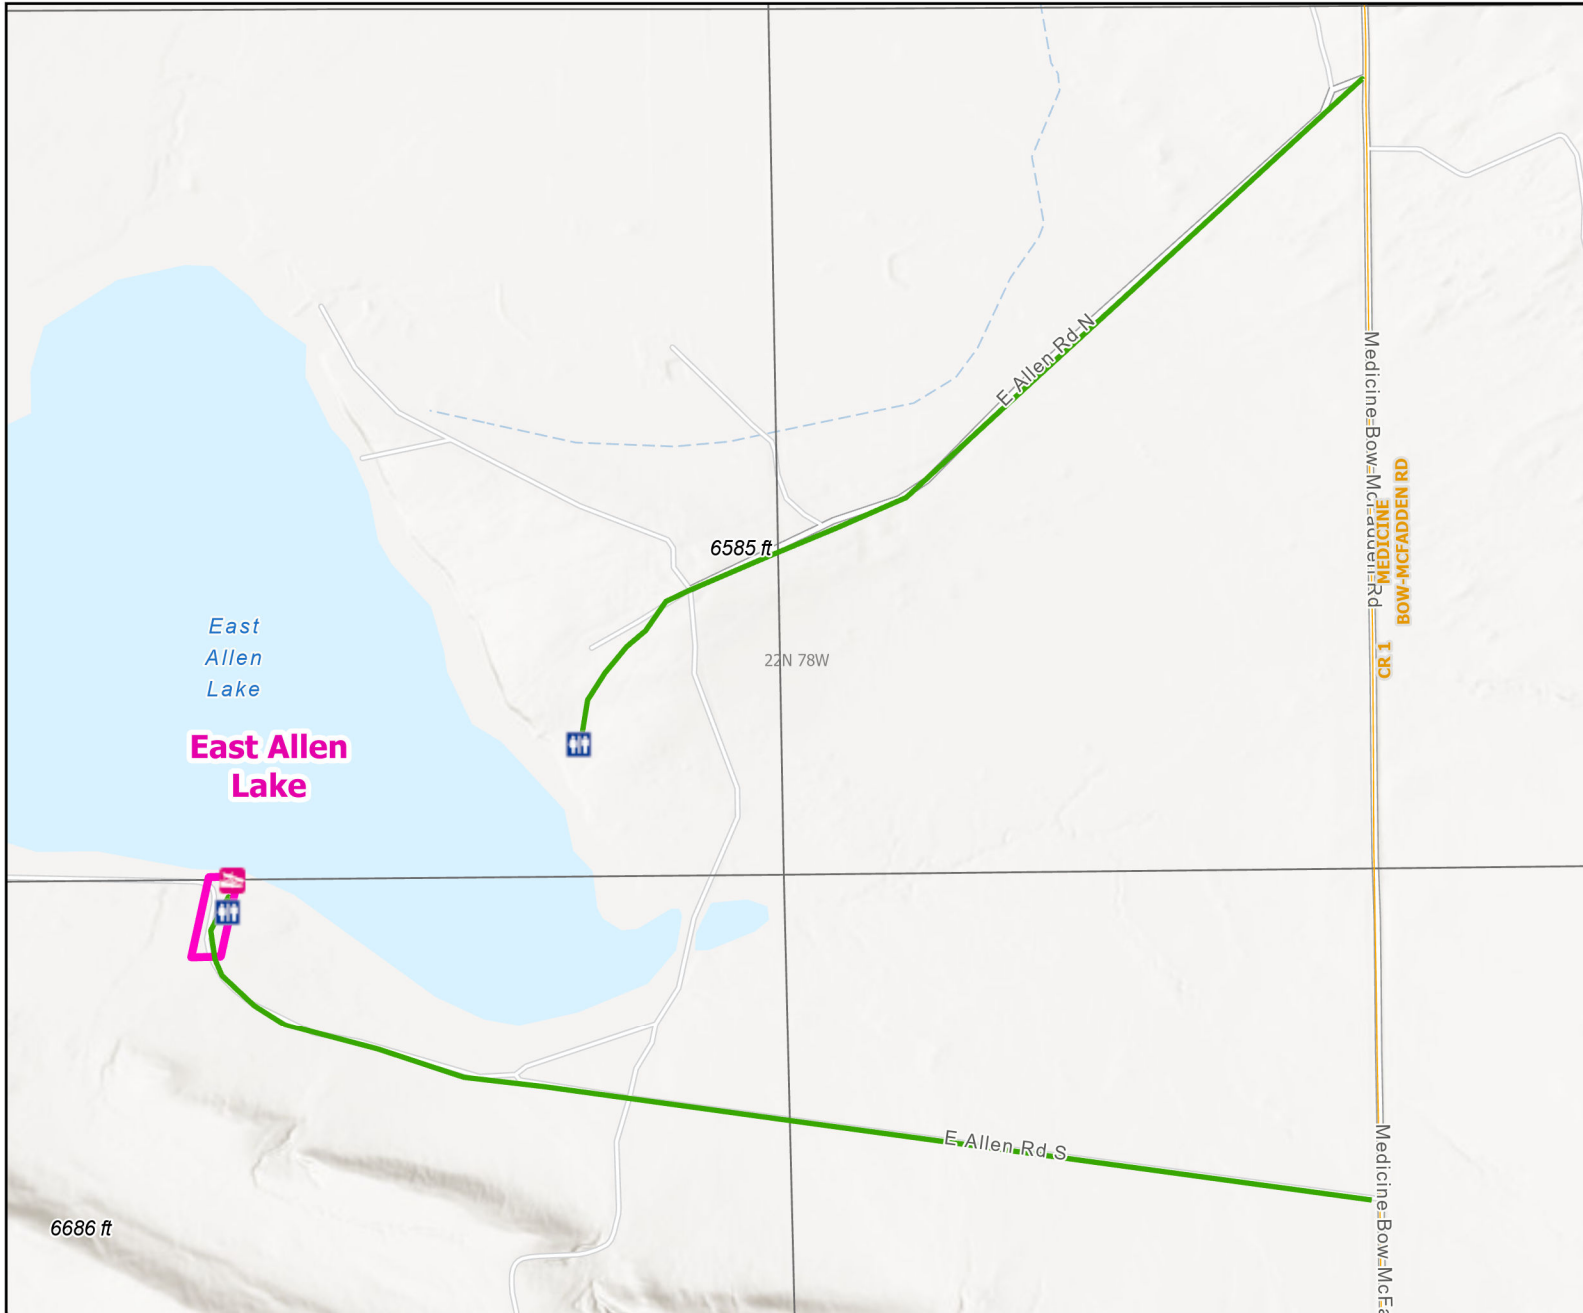 E Allen Rd N
Medicine-Bow-McFadden-Rd
MEDICINE
BOW-MCFADDEN RD
6585 ft
East
Allen
Lake
22N 78W
CR 1
East Allen
Lake
E Allen Rd S
Medicine-Bow-McFa
6686 ft